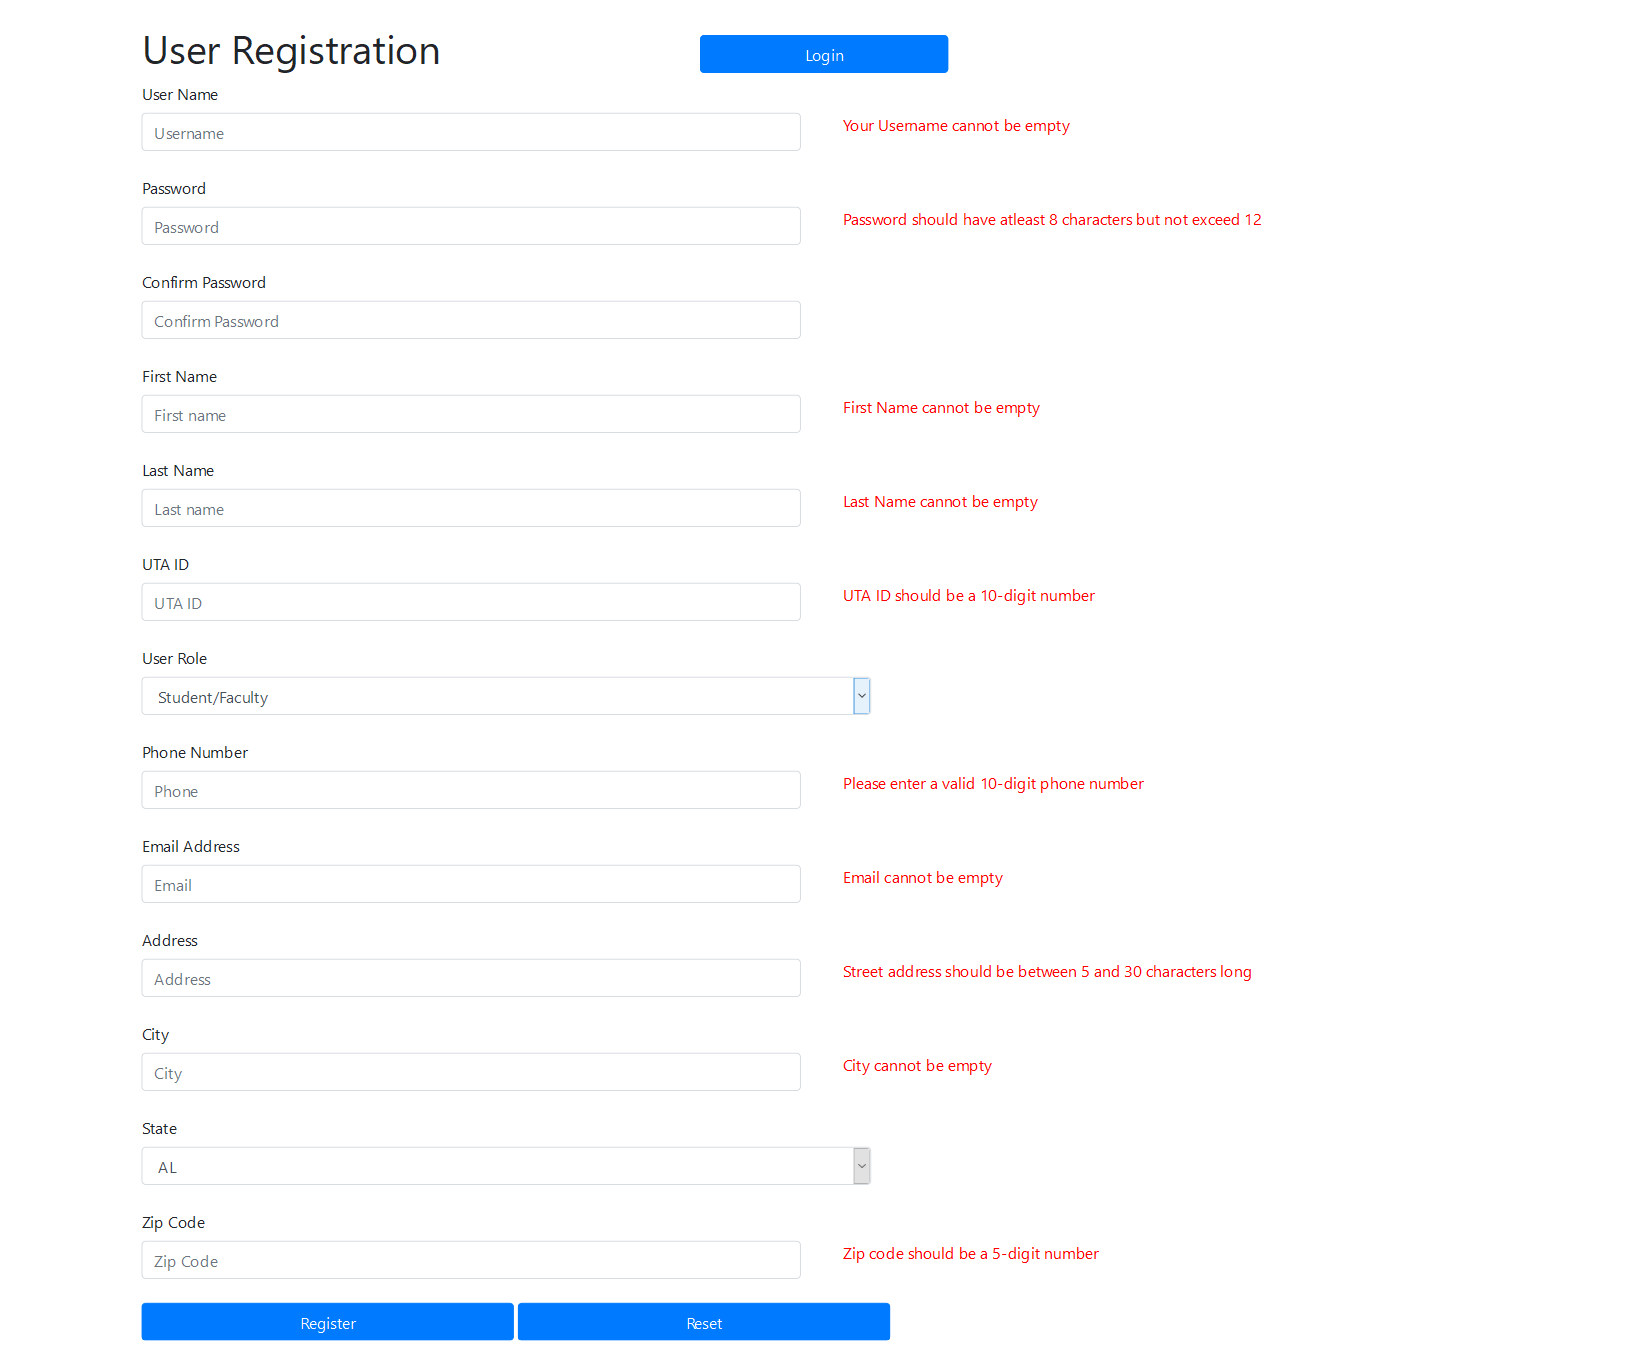 User Registration
Login
User Name
Username
Your Username cannot be empty
Password
Password
Password should have atleast 8 characters but not exceed 12
Confirm Password
Confirm Password
First Name
First name
First Name cannot be empty
Last Name
Last name
Last Name cannot be empty
UTA ID
UTA ID
UTA ID should be a 10-digit number
User Role
Student/Faculty
Phone Number
Phone
Please enter a valid 10-digit phone number
Email Address
Email
Email cannot be empty
Address
Address
Street address should be between 5 and 30 characters long
City
City
City cannot be empty
State
AL
Zip Code
Zip Code
Zip code should be a 5-digit number
Register
Reset